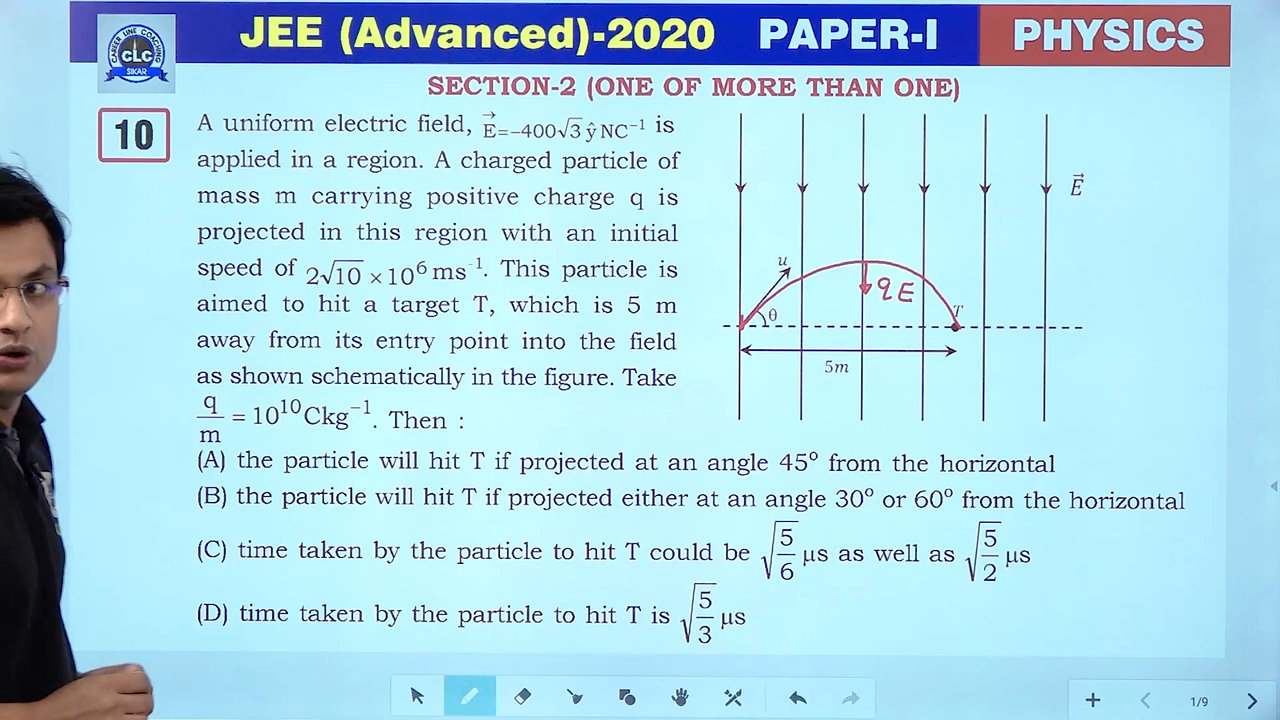 JEE (Advanced)-2020 PAPER-I PHYSICS
CAREER LINE COACHING
CLC
SIKAR
SECTION-2 (ONE OF MORE THAN ONE)
10
A uniform electric field, E⃗=−400√3 ŷ NC⁻¹ is
applied in a region. A charged particle of
mass m carrying positive charge q is
projected in this region with an initial
speed of 2√10 × 10⁶ ms⁻¹. This particle is
aimed to hit a target T, which is 5 m
away from its entry point into the field
as shown schematically in the figure. Take
q/m = 10¹⁰ Ckg⁻¹. Then :
E⃗
u
qE
θ
T
5m
(A) the particle will hit T if projected at an angle 45° from the horizontal
(B) the particle will hit T if projected either at an angle 30° or 60° from the horizontal
(C) time taken by the particle to hit T could be √(5/6) μs as well as √(5/2) μs
(D) time taken by the particle to hit T is √(5/3) μs
1/9